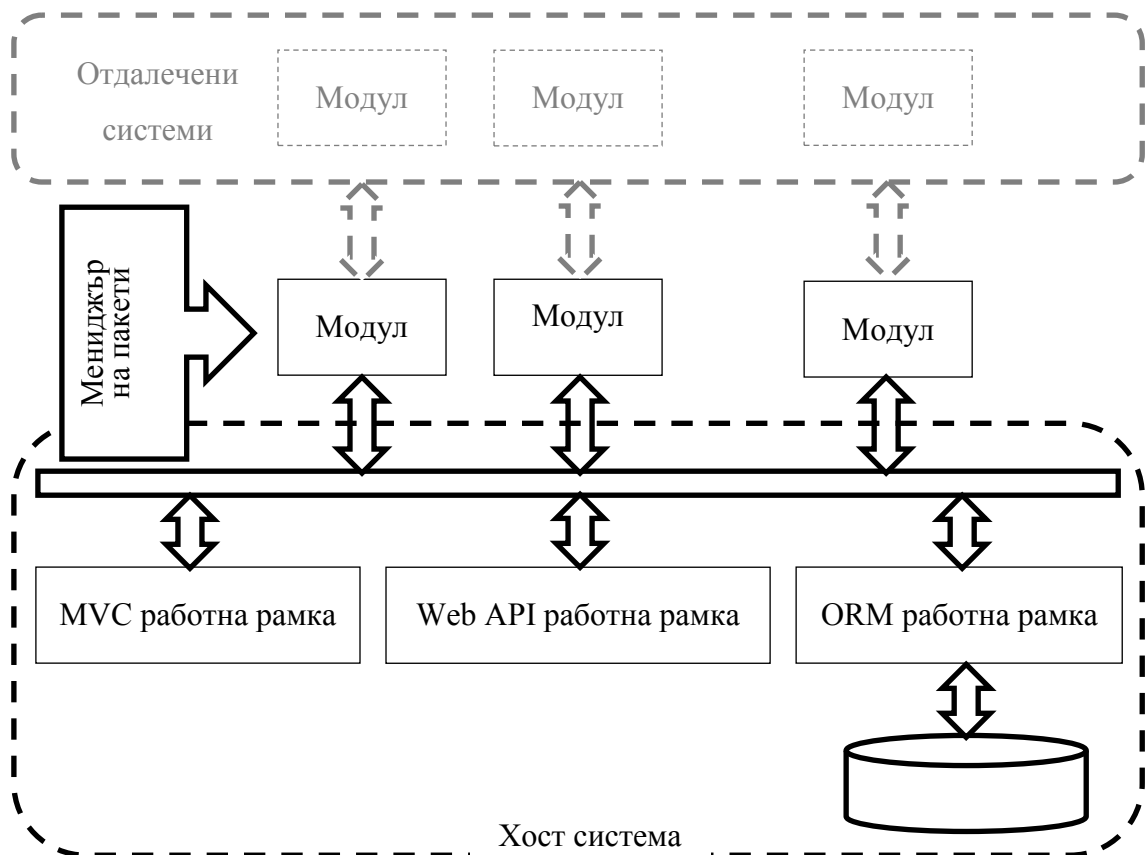 Отдалечени
системи
Модул
Модул
Модул
Мениджър
на пакети
Модул
Модул
Модул
MVC работна рамка
Web API работна рамка
ORM работна рамка
Хост система